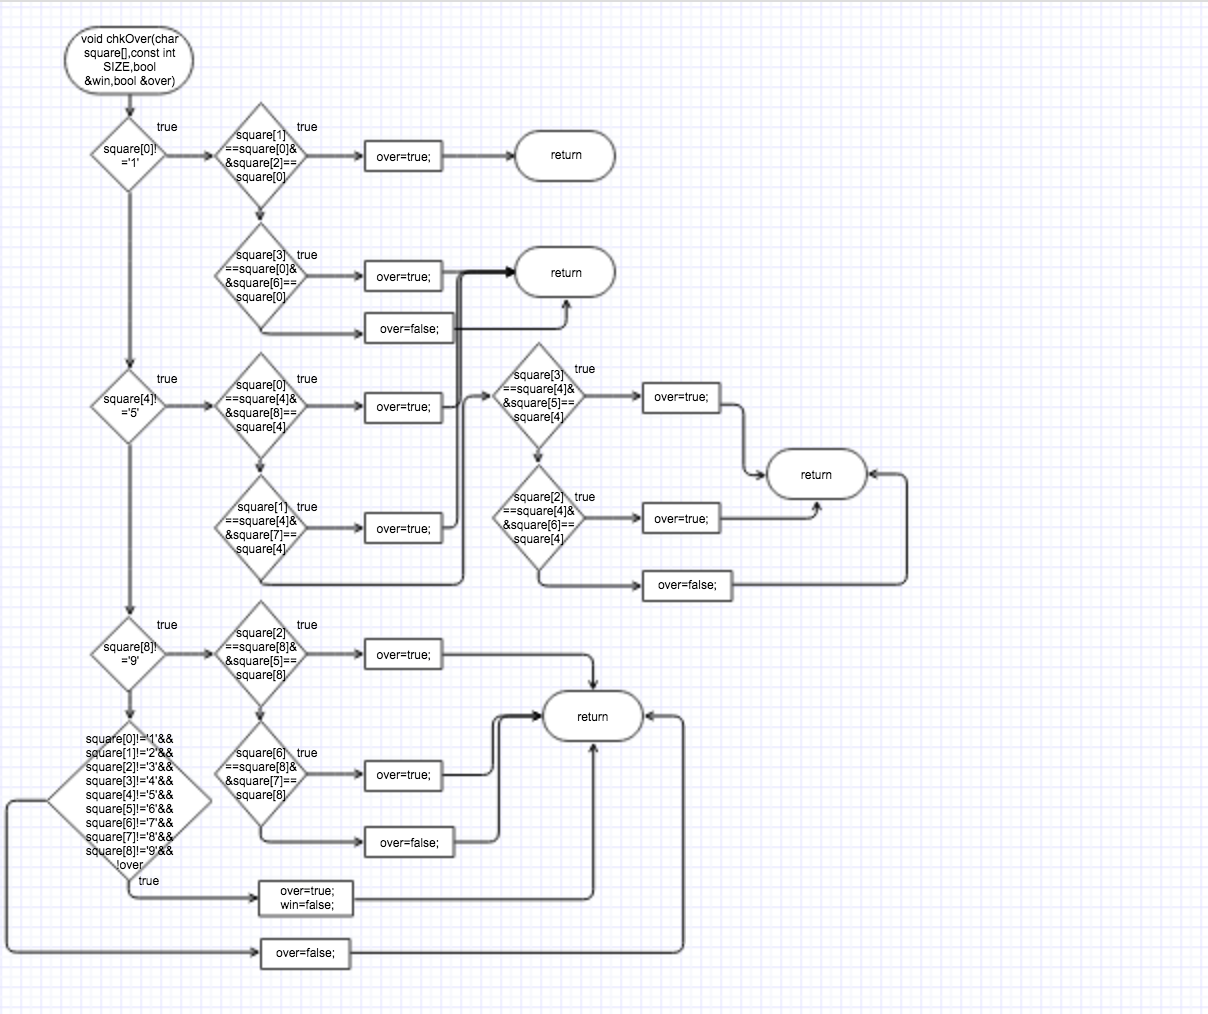 void chkOver(char
square[],const int
SIZE,bool
&win,bool &over)
true
square[0]!
='1'
true
square[1]
==square[0]&
&square[2]==
square[0]
over=true;
return
true
square[3]
==square[0]&
&square[6]==
square[0]
over=true;
return
over=false;
true
square[4]!
='5'
true
square[0]
==square[4]&
&square[8]==
square[4]
over=true;
true
square[3]
==square[4]&
&square[5]==
square[4]
over=true;
return
true
square[1]
==square[4]&
&square[7]==
square[4]
over=true;
true
square[2]
==square[4]&
&square[6]==
square[4]
over=true;
over=false;
true
square[8]!
='9'
true
square[2]
==square[8]&
&square[5]==
square[8]
over=true;
return
true
square[6]
==square[8]&
&square[7]==
square[8]
over=true;
over=false;
square[0]!='1'&&
square[1]!='2'&&
square[2]!='3'&&
square[3]!='4'&&
square[4]!='5'&&
square[5]!='6'&&
square[6]!='7'&&
square[7]!='8'&&
square[8]!='9'&&
!over
true
over=true;
win=false;
over=false;